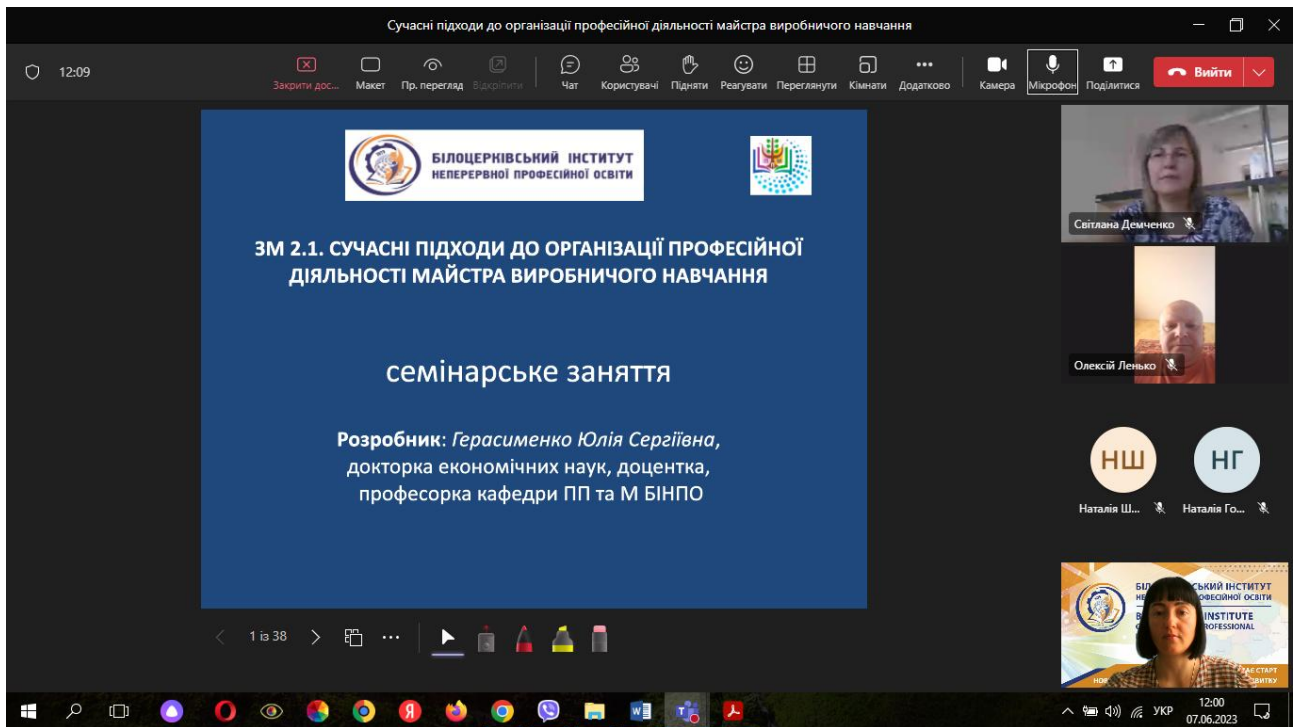 Сучасні підходи до організації професійної діяльності майстра виробничого навчання
12:09
Закрити дос... Макет Пр. перегляд Відкріпити Чат Користувачі Підняти Реагувати Переглянути Кімнати Додатково Камера Мікрофон Поділитися Вийти
БІЛОЦЕРКІВСЬКИЙ ІНСТИТУТ
НЕПЕРЕРВНОЇ ПРОФЕСІЙНОЇ ОСВІТИ
ЗМ 2.1. СУЧАСНІ ПІДХОДИ ДО ОРГАНІЗАЦІЇ ПРОФЕСІЙНОЇ
ДІЯЛЬНОСТІ МАЙСТРА ВИРОБНИЧОГО НАВЧАННЯ
семінарське заняття
Розробник: Герасименко Юлія Сергіївна,
докторка економічних наук, доцентка,
професорка кафедри ПП та М БІНПО
1 із 38
Світлана Демченко
Олексій Ленько
НШ НГ
Наталія Ш... Наталія Го...
ІНСТИТУТ
ОСВІТИ
INSTITUTE
12:00
УКР
07.06.2023